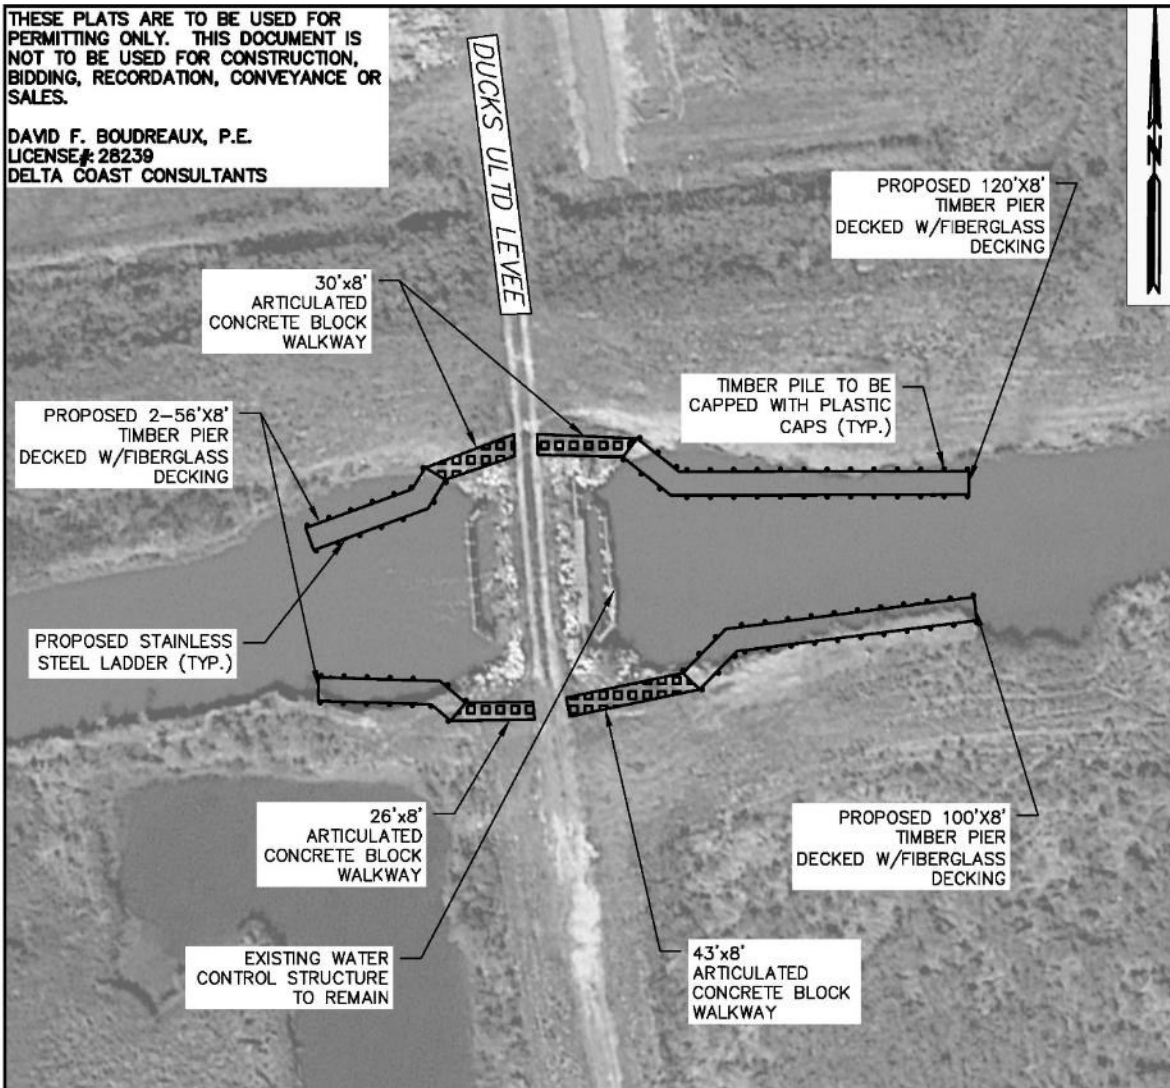 THESE PLATS ARE TO BE USED FOR
PERMITTING ONLY. THIS DOCUMENT IS
NOT TO BE USED FOR CONSTRUCTION,
BIDDING, RECORDATION, CONVEYANCE OR
SALES.
DAVID F. BOUDREAUX, P.E.
LICENSE#: 28239
DELTA COAST CONSULTANTS
DUCKS ULTD LEVEE
N
PROPOSED 120'X8'
TIMBER PIER
DECKED W/FIBERGLASS
DECKING
30'x8'
ARTICULATED
CONCRETE BLOCK
WALKWAY
TIMBER PILE TO BE
CAPPED WITH PLASTIC
CAPS (TYP.)
PROPOSED 2-56'X8'
TIMBER PIER
DECKED W/FIBERGLASS
DECKING
PROPOSED STAINLESS
STEEL LADDER (TYP.)
26'x8'
ARTICULATED
CONCRETE BLOCK
WALKWAY
PROPOSED 100'X8'
TIMBER PIER
DECKED W/FIBERGLASS
DECKING
EXISTING WATER
CONTROL STRUCTURE
TO REMAIN
43'x8'
ARTICULATED
CONCRETE BLOCK
WALKWAY